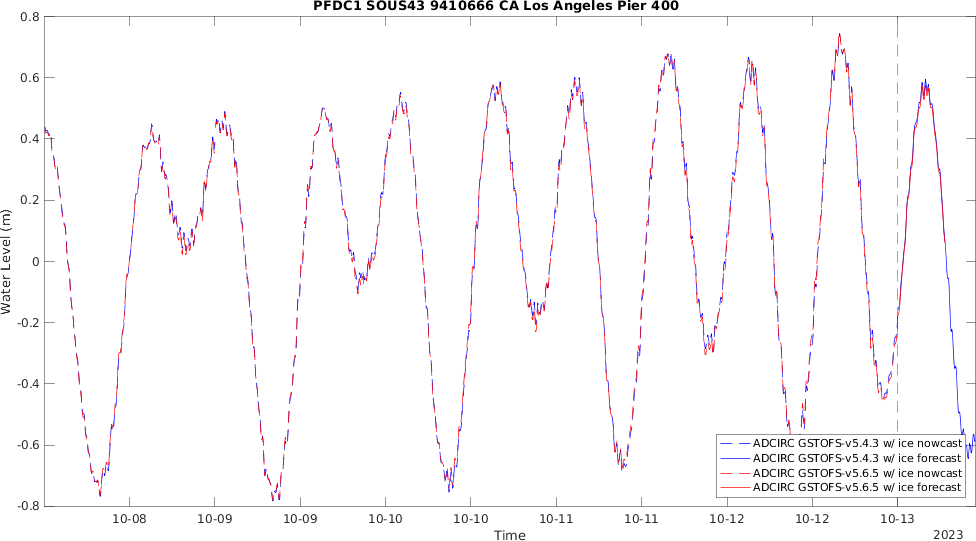 PFDC1 SOUS43 9410666 CA Los Angeles Pier 400
0.8
0.6
0.4
0.2
0
-0.2
-0.4
-0.6
-0.8
Water Level (m)
ADCIRC GSTOFS-v5.4.3 w/ ice nowcast
ADCIRC GSTOFS-v5.4.3 w/ ice forecast
ADCIRC GSTOFS-v5.6.5 w/ ice nowcast
ADCIRC GSTOFS-v5.6.5 w/ ice forecast
10-08 10-09 10-09 10-10 10-10 10-11 10-11 10-12 10-12 10-13
Time
2023